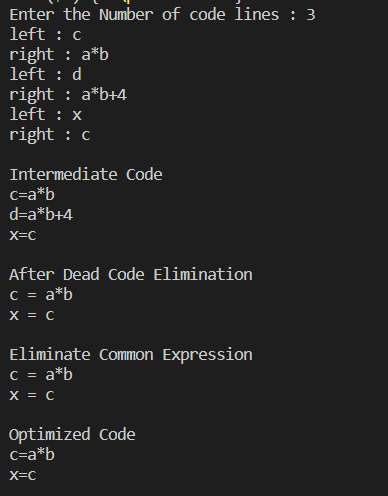 Enter the Number of code lines : 3
left : c
right : a*b
left : d
right : a*b+4
left : x
right : c
Intermediate Code
c=a*b
d=a*b+4
x=c
After Dead Code Elimination
c = a*b
x = c
Eliminate Common Expression
c = a*b
x = c
Optimized Code
c=a*b
x=c